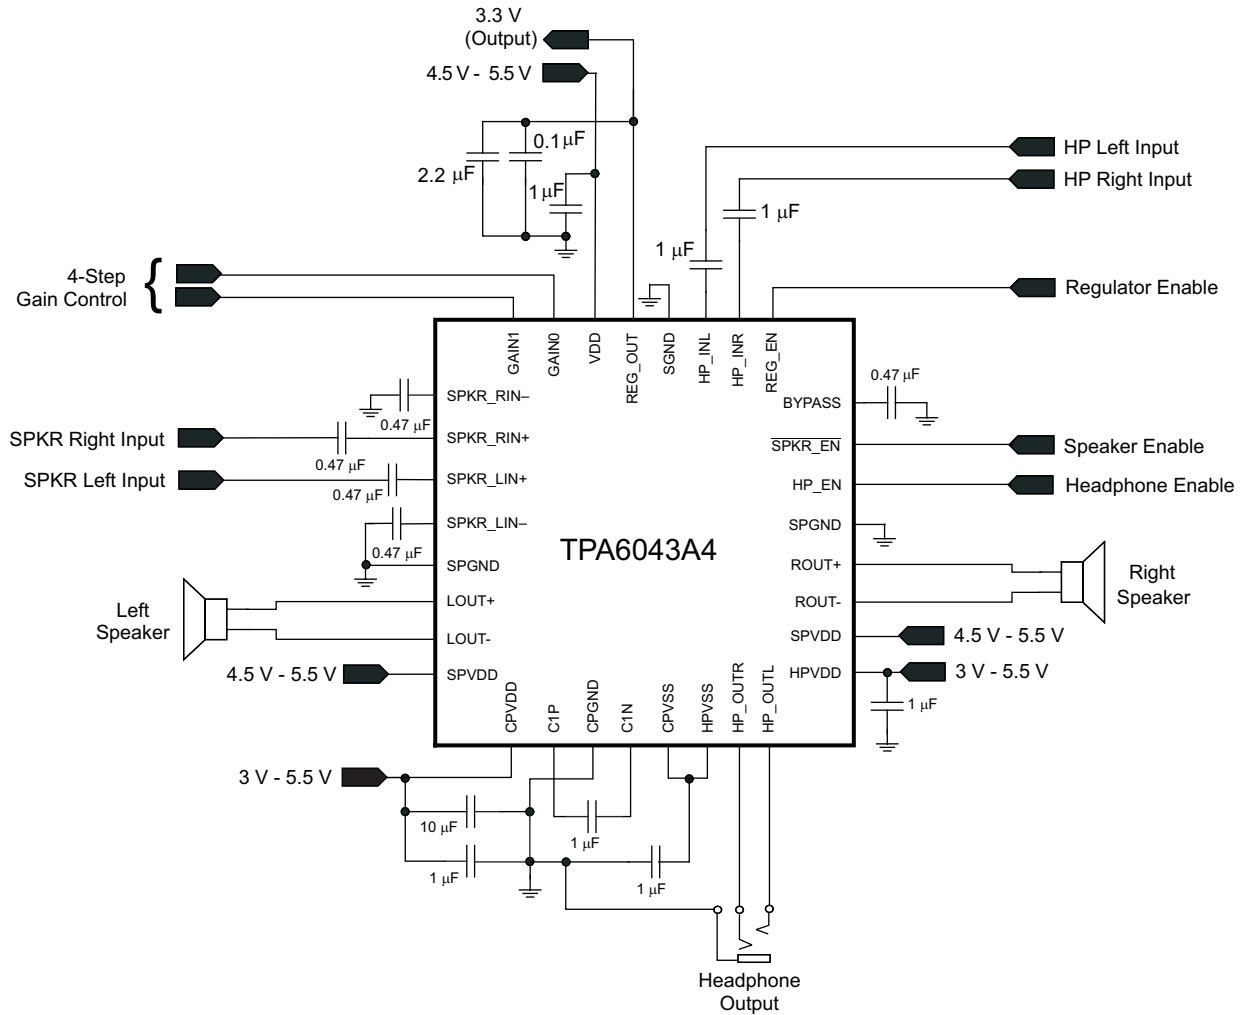 3.3 V
(Output)
4.5 V - 5.5 V
0.1 μF
2.2 μF
1 μF
HP Left Input
HP Right Input
1 μF
1 μF
4-Step
Gain Control
{
Regulator Enable
GAIN1
GAIN0
VDD
REG_OUT
SGND
HP_INL
HP_INR
REG_EN
SPKR_RIN–
0.47 μF
BYPASS
0.47 μF
SPKR Right Input
SPKR_RIN+
0.47 μF
SPKR_EN
Speaker Enable
SPKR Left Input
SPKR_LIN+
0.47 μF
HP_EN
Headphone Enable
SPKR_LIN–
0.47 μF
SPGND
TPA6043A4
SPGND
ROUT+
Right
Speaker
Left
Speaker
LOUT+
ROUT-
LOUT-
SPVDD
4.5 V - 5.5 V
4.5 V - 5.5 V
SPVDD
HPVDD
3 V - 5.5 V
1 μF
CPVDD
C1P
CPGND
C1N
CPVSS
HPVSS
HP_OUTR
HP_OUTL
3 V - 5.5 V
10 μF
1 μF
1 μF
1 μF
Headphone
Output